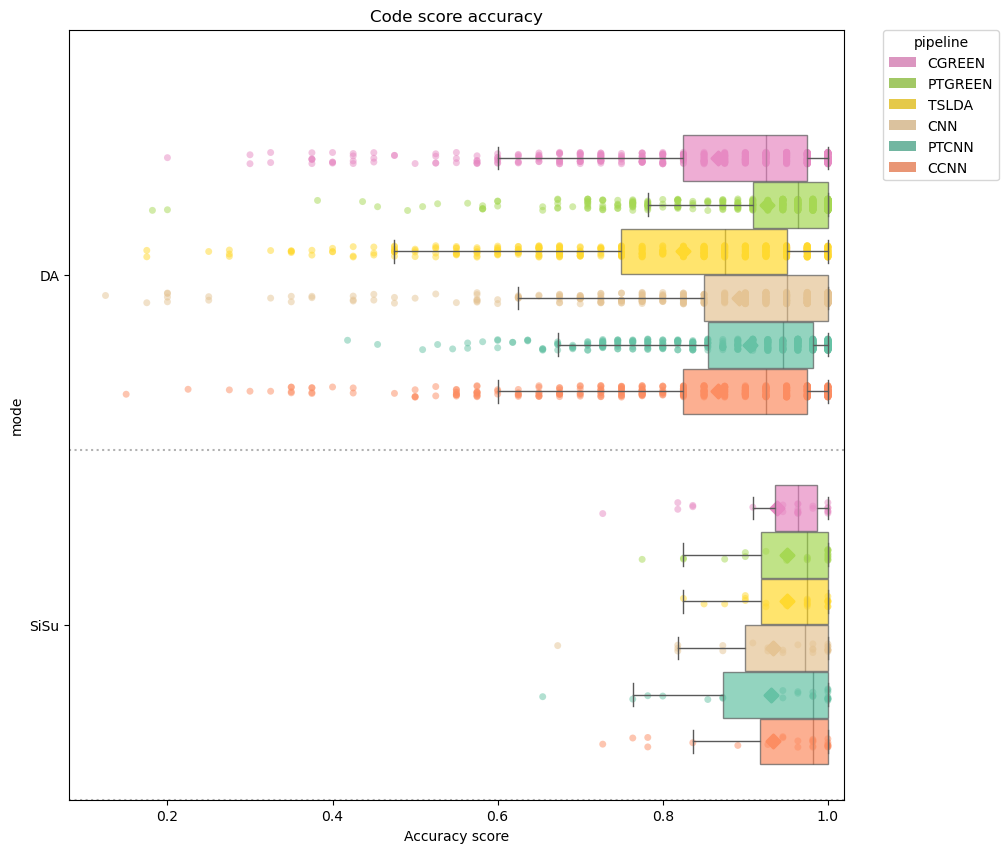 Code score accuracy
pipeline
CGREEN
PTGREEN
TSLDA
CNN
PTCNN
CCNN
DA
mode
SiSu
0.2 0.4 0.6 0.8 1.0
Accuracy score